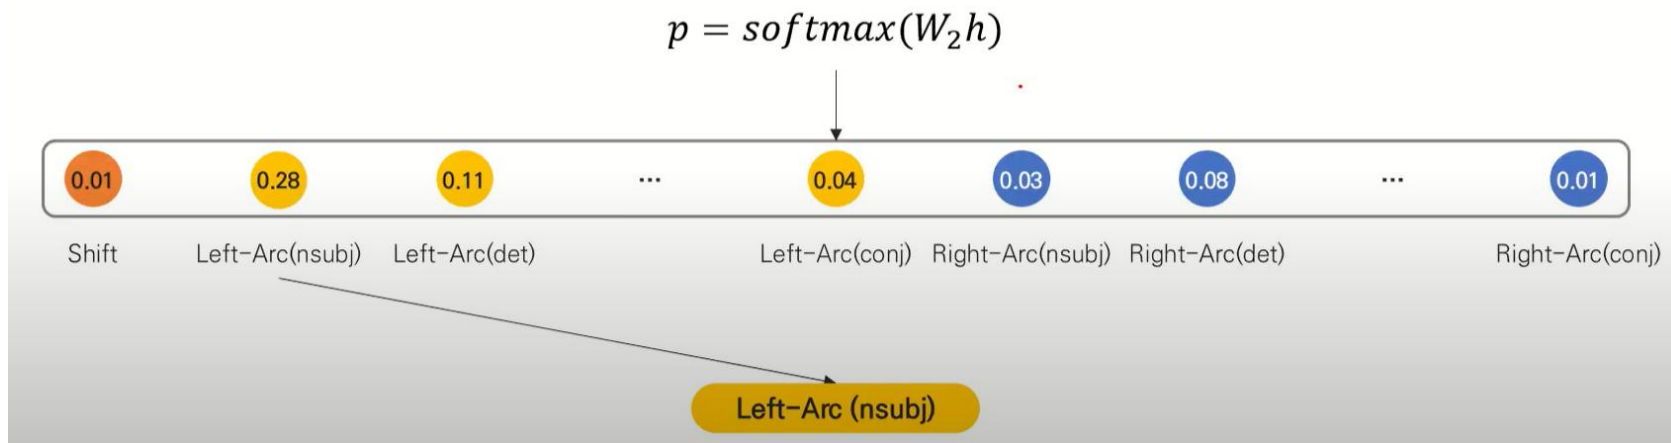 p = softmax(W₂h)
0.01 0.28 0.11 ... 0.04 0.03 0.08 ... 0.01
Shift Left-Arc(nsubj) Left-Arc(det) Left-Arc(conj) Right-Arc(nsubj) Right-Arc(det) Right-Arc(conj)
Left-Arc (nsubj)